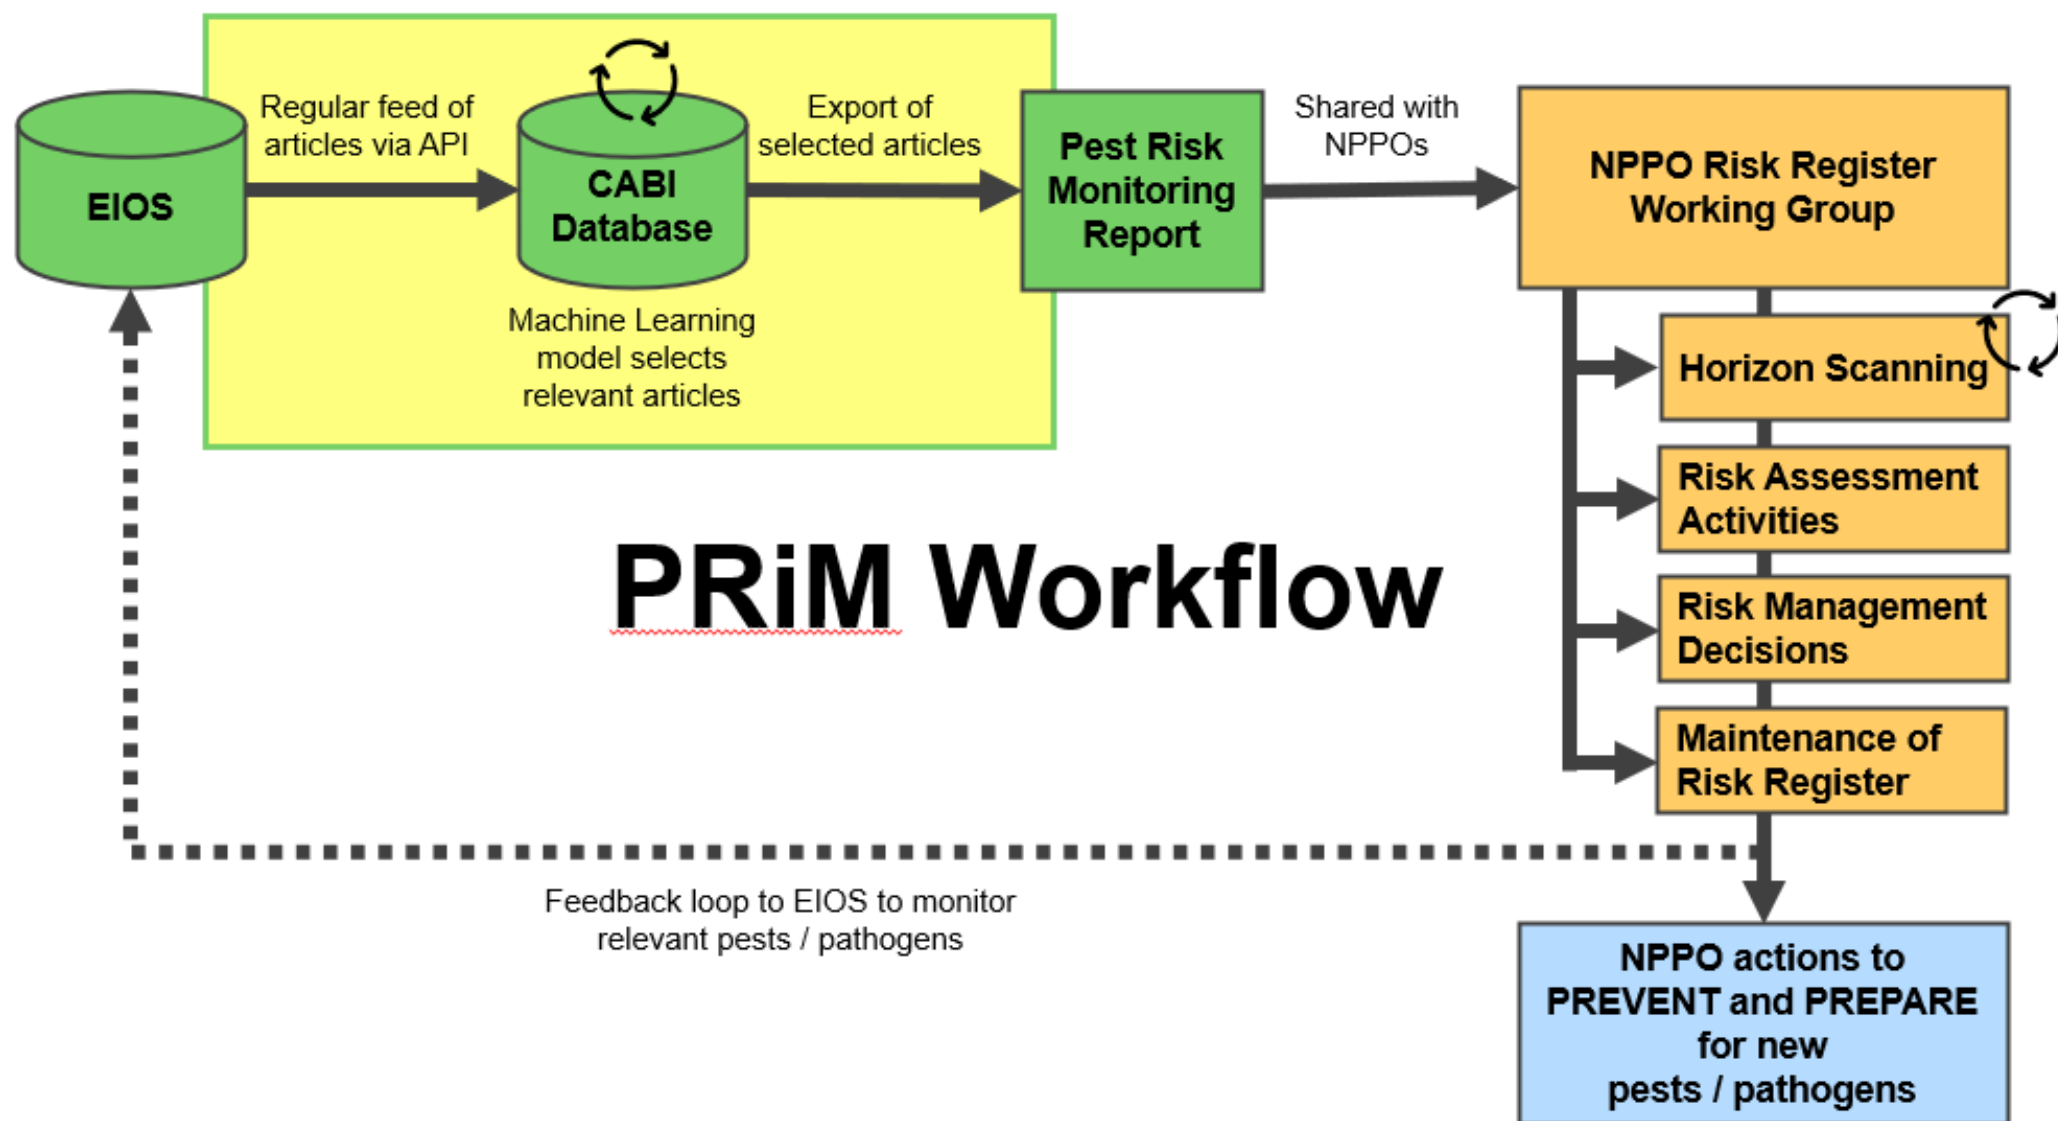 Regular feed of
articles via API
Export of
selected articles
Shared with
NPPOs
EIOS
CABI
Database
Pest Risk
Monitoring
Report
NPPO Risk Register
Working Group
Machine Learning
model selects
relevant articles
Horizon Scanning
Risk Assessment
Activities
PRiM Workflow
Risk Management
Decisions
Maintenance of
Risk Register
Feedback loop to EIOS to monitor
relevant pests / pathogens
NPPO actions to
PREVENT and PREPARE
for new
pests / pathogens